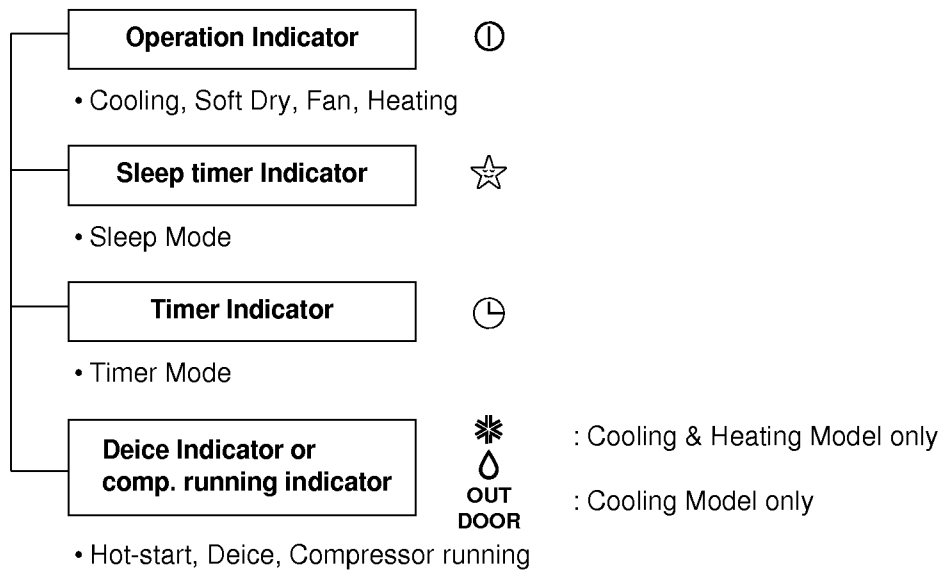 Operation Indicator
• Cooling, Soft Dry, Fan, Heating
Sleep timer Indicator
• Sleep Mode
Timer Indicator
• Timer Mode
Deice Indicator or
comp. running indicator
: Cooling & Heating Model only
OUT
DOOR
: Cooling Model only
• Hot-start, Deice, Compressor running